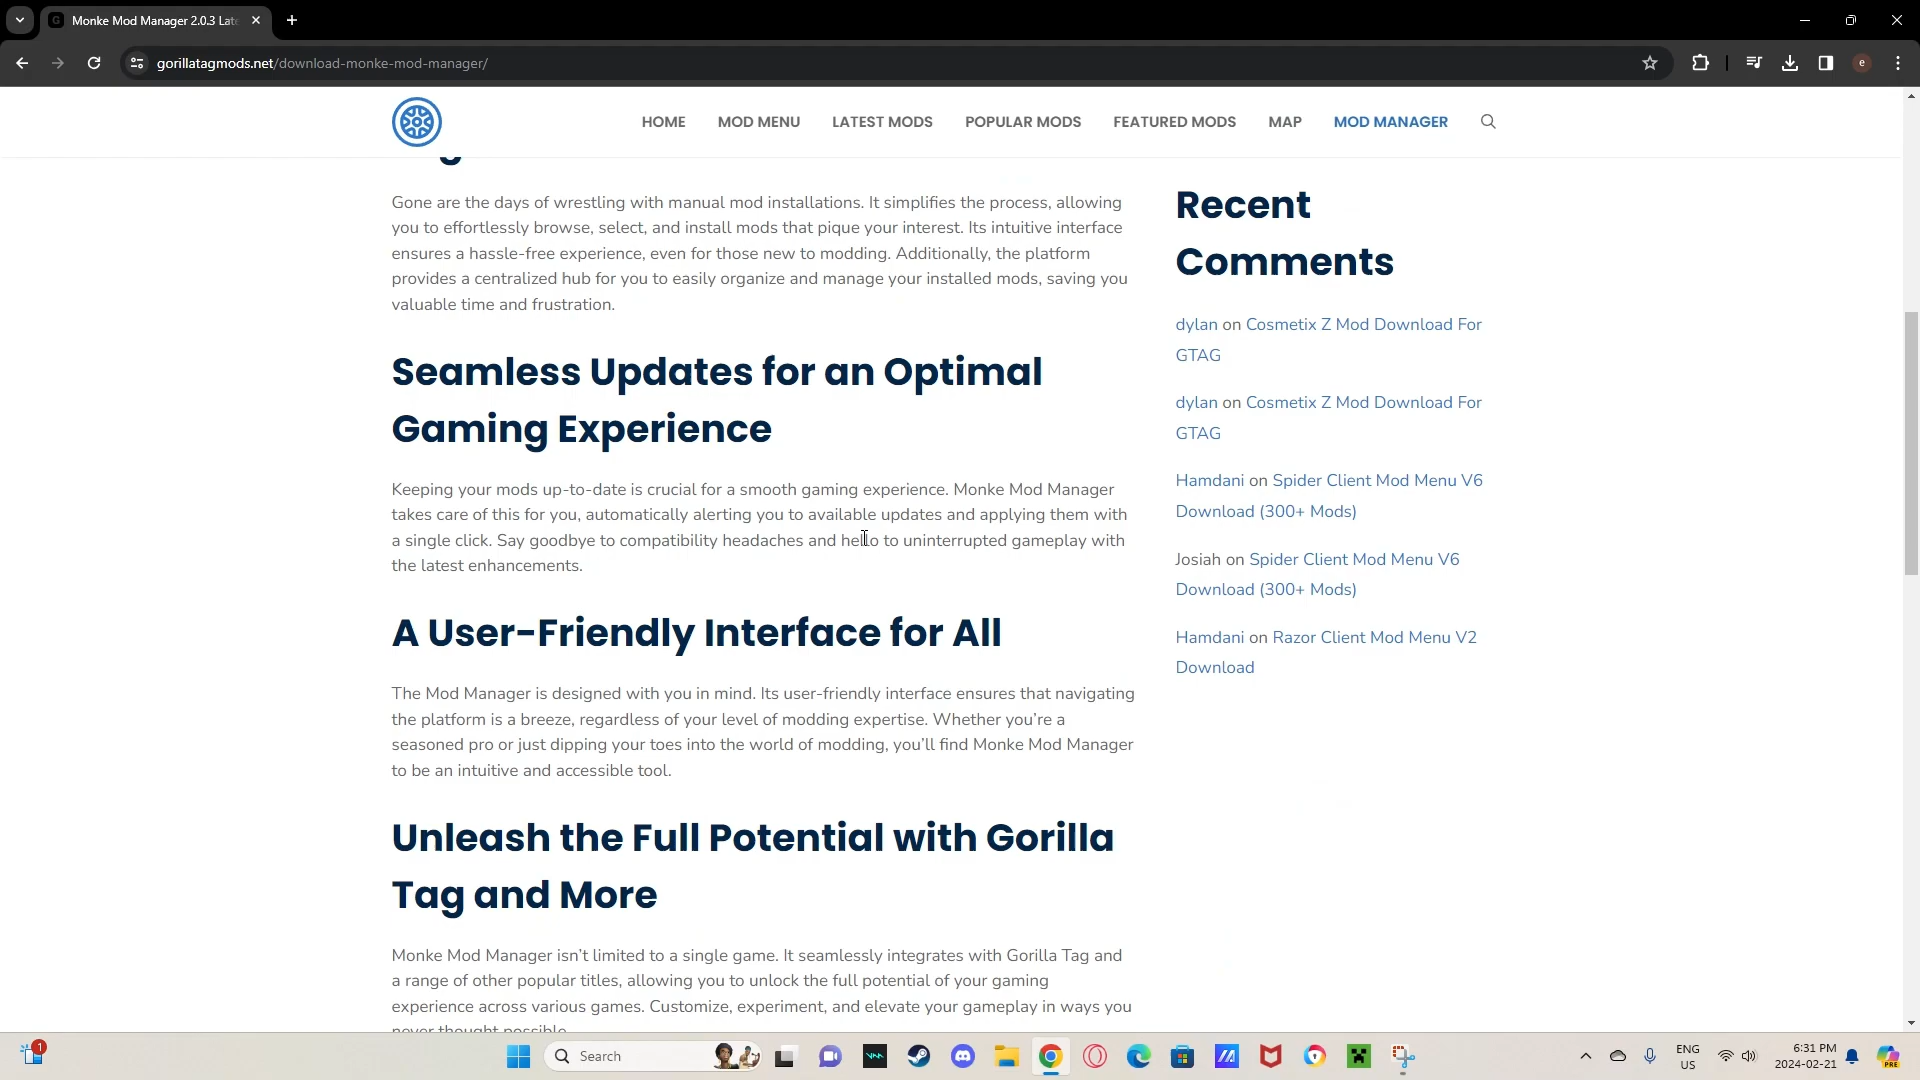 Monke Mod Manager 2.0.3 Lat
gorillatagmods.net/download-monke-mod-manager/
e
HOME
MOD MENU
LATEST MODS
POPULAR MODS
FEATURED MODS
MAP
MOD MANAGER
Gone are the days of wrestling with manual mod installations. It simplifies the process, allowing
you to effortlessly browse, select, and install mods that pique your interest. Its intuitive interface
ensures a hassle-free experience, even for those new to modding. Additionally, the platform
provides a centralized hub for you to easily organize and manage your installed mods, saving you
valuable time and frustration.
Seamless Updates for an Optimal
Gaming Experience
Keeping your mods up-to-date is crucial for a smooth gaming experience. Monke Mod Manager
takes care of this for you, automatically alerting you to available updates and applying them with
a single click. Say goodbye to compatibility headaches and hello to uninterrupted gameplay with
the latest enhancements.
A User-Friendly Interface for All
The Mod Manager is designed with you in mind. Its user-friendly interface ensures that navigating
the platform is a breeze, regardless of your level of modding expertise. Whether you're a
seasoned pro or just dipping your toes into the world of modding, you'll find Monke Mod Manager
to be an intuitive and accessible tool.
Unleash the Full Potential with Gorilla
Tag and More
Monke Mod Manager isn't limited to a single game. It seamlessly integrates with Gorilla Tag and
a range of other popular titles, allowing you to unlock the full potential of your gaming
experience across various games. Customize, experiment, and elevate your gameplay in ways you
never thought possible.
Recent
Comments
dylan on Cosmetix Z Mod Download For
GTAG
dylan on Cosmetix Z Mod Download For
GTAG
Hamdani on Spider Client Mod Menu V6
Download (300+ Mods)
Josiah on Spider Client Mod Menu V6
Download (300+ Mods)
Hamdani on Razor Client Mod Menu V2
Download
1
Search
ENG
US
6:31 PM
2024-02-21
PRE